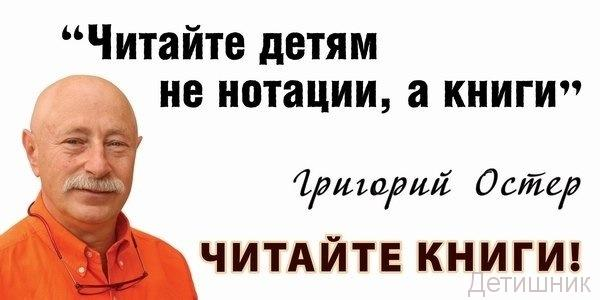 “Читайте детям
не нотации, а книги”
Григорий Остер
ЧИТАЙТЕ КНИГИ!
Детишник